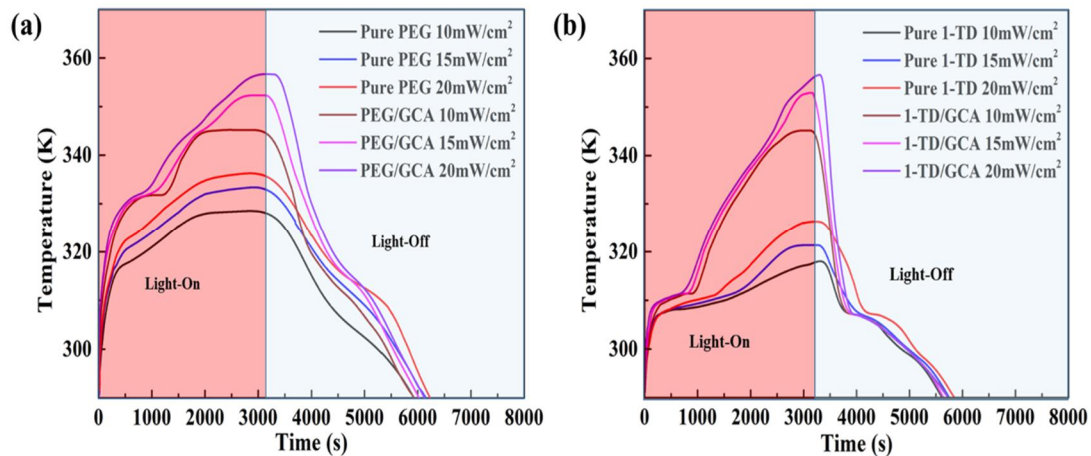 (a)
Temperature (K)
360
340
320
300
Pure PEG 10mW/cm²
Pure PEG 15mW/cm²
Pure PEG 20mW/cm²
PEG/GCA 10mW/cm²
PEG/GCA 15mW/cm²
PEG/GCA 20mW/cm²
Light-On
Light-Off
0 1000 2000 3000 4000 5000 6000 7000 8000
Time (s)
(b)
Temperature (K)
360
340
320
300
Pure 1-TD 10mW/cm²
Pure 1-TD 15mW/cm²
Pure 1-TD 20mW/cm²
1-TD/GCA 10mW/cm²
1-TD/GCA 15mW/cm²
1-TD/GCA 20mW/cm²
Light-Off
Light-On
0 1000 2000 3000 4000 5000 6000 7000 8000
Time (s)